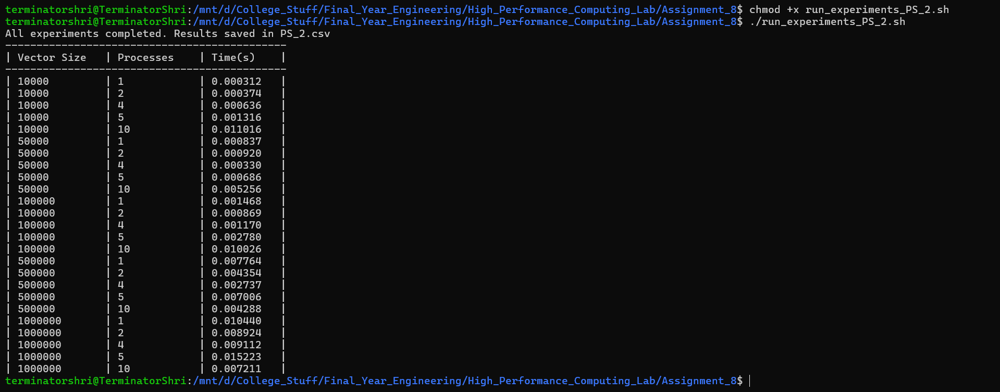 terminatorshri@TerminatorShri:/mnt/d/College_Stuff/Final_Year_Engineering/High_Performance_Computing_Lab/Assignment_8$ chmod +x run_experiments_PS_2.sh
terminatorshri@TerminatorShri:/mnt/d/College_Stuff/Final_Year_Engineering/High_Performance_Computing_Lab/Assignment_8$ ./run_experiments_PS_2.sh
All experiments completed. Results saved in PS_2.csv
---------------------------------------------
| Vector Size   | Processes    | Time(s)    |
---------------------------------------------
| 10000         | 1            | 0.000312   |
| 10000         | 2            | 0.000374   |
| 10000         | 4            | 0.000636   |
| 10000         | 5            | 0.001316   |
| 10000         | 10           | 0.011016   |
| 50000         | 1            | 0.000837   |
| 50000         | 2            | 0.000920   |
| 50000         | 4            | 0.000330   |
| 50000         | 5            | 0.000686   |
| 50000         | 10           | 0.005256   |
| 100000        | 1            | 0.001468   |
| 100000        | 2            | 0.000869   |
| 100000        | 4            | 0.001170   |
| 100000        | 5            | 0.002780   |
| 100000        | 10           | 0.010026   |
| 500000        | 1            | 0.007764   |
| 500000        | 2            | 0.004354   |
| 500000        | 4            | 0.002737   |
| 500000        | 5            | 0.007006   |
| 500000        | 10           | 0.004288   |
| 1000000       | 1            | 0.010440   |
| 1000000       | 2            | 0.008924   |
| 1000000       | 4            | 0.009112   |
| 1000000       | 5            | 0.015223   |
| 1000000       | 10           | 0.007211   |
terminatorshri@TerminatorShri:/mnt/d/College_Stuff/Final_Year_Engineering/High_Performance_Computing_Lab/Assignment_8$